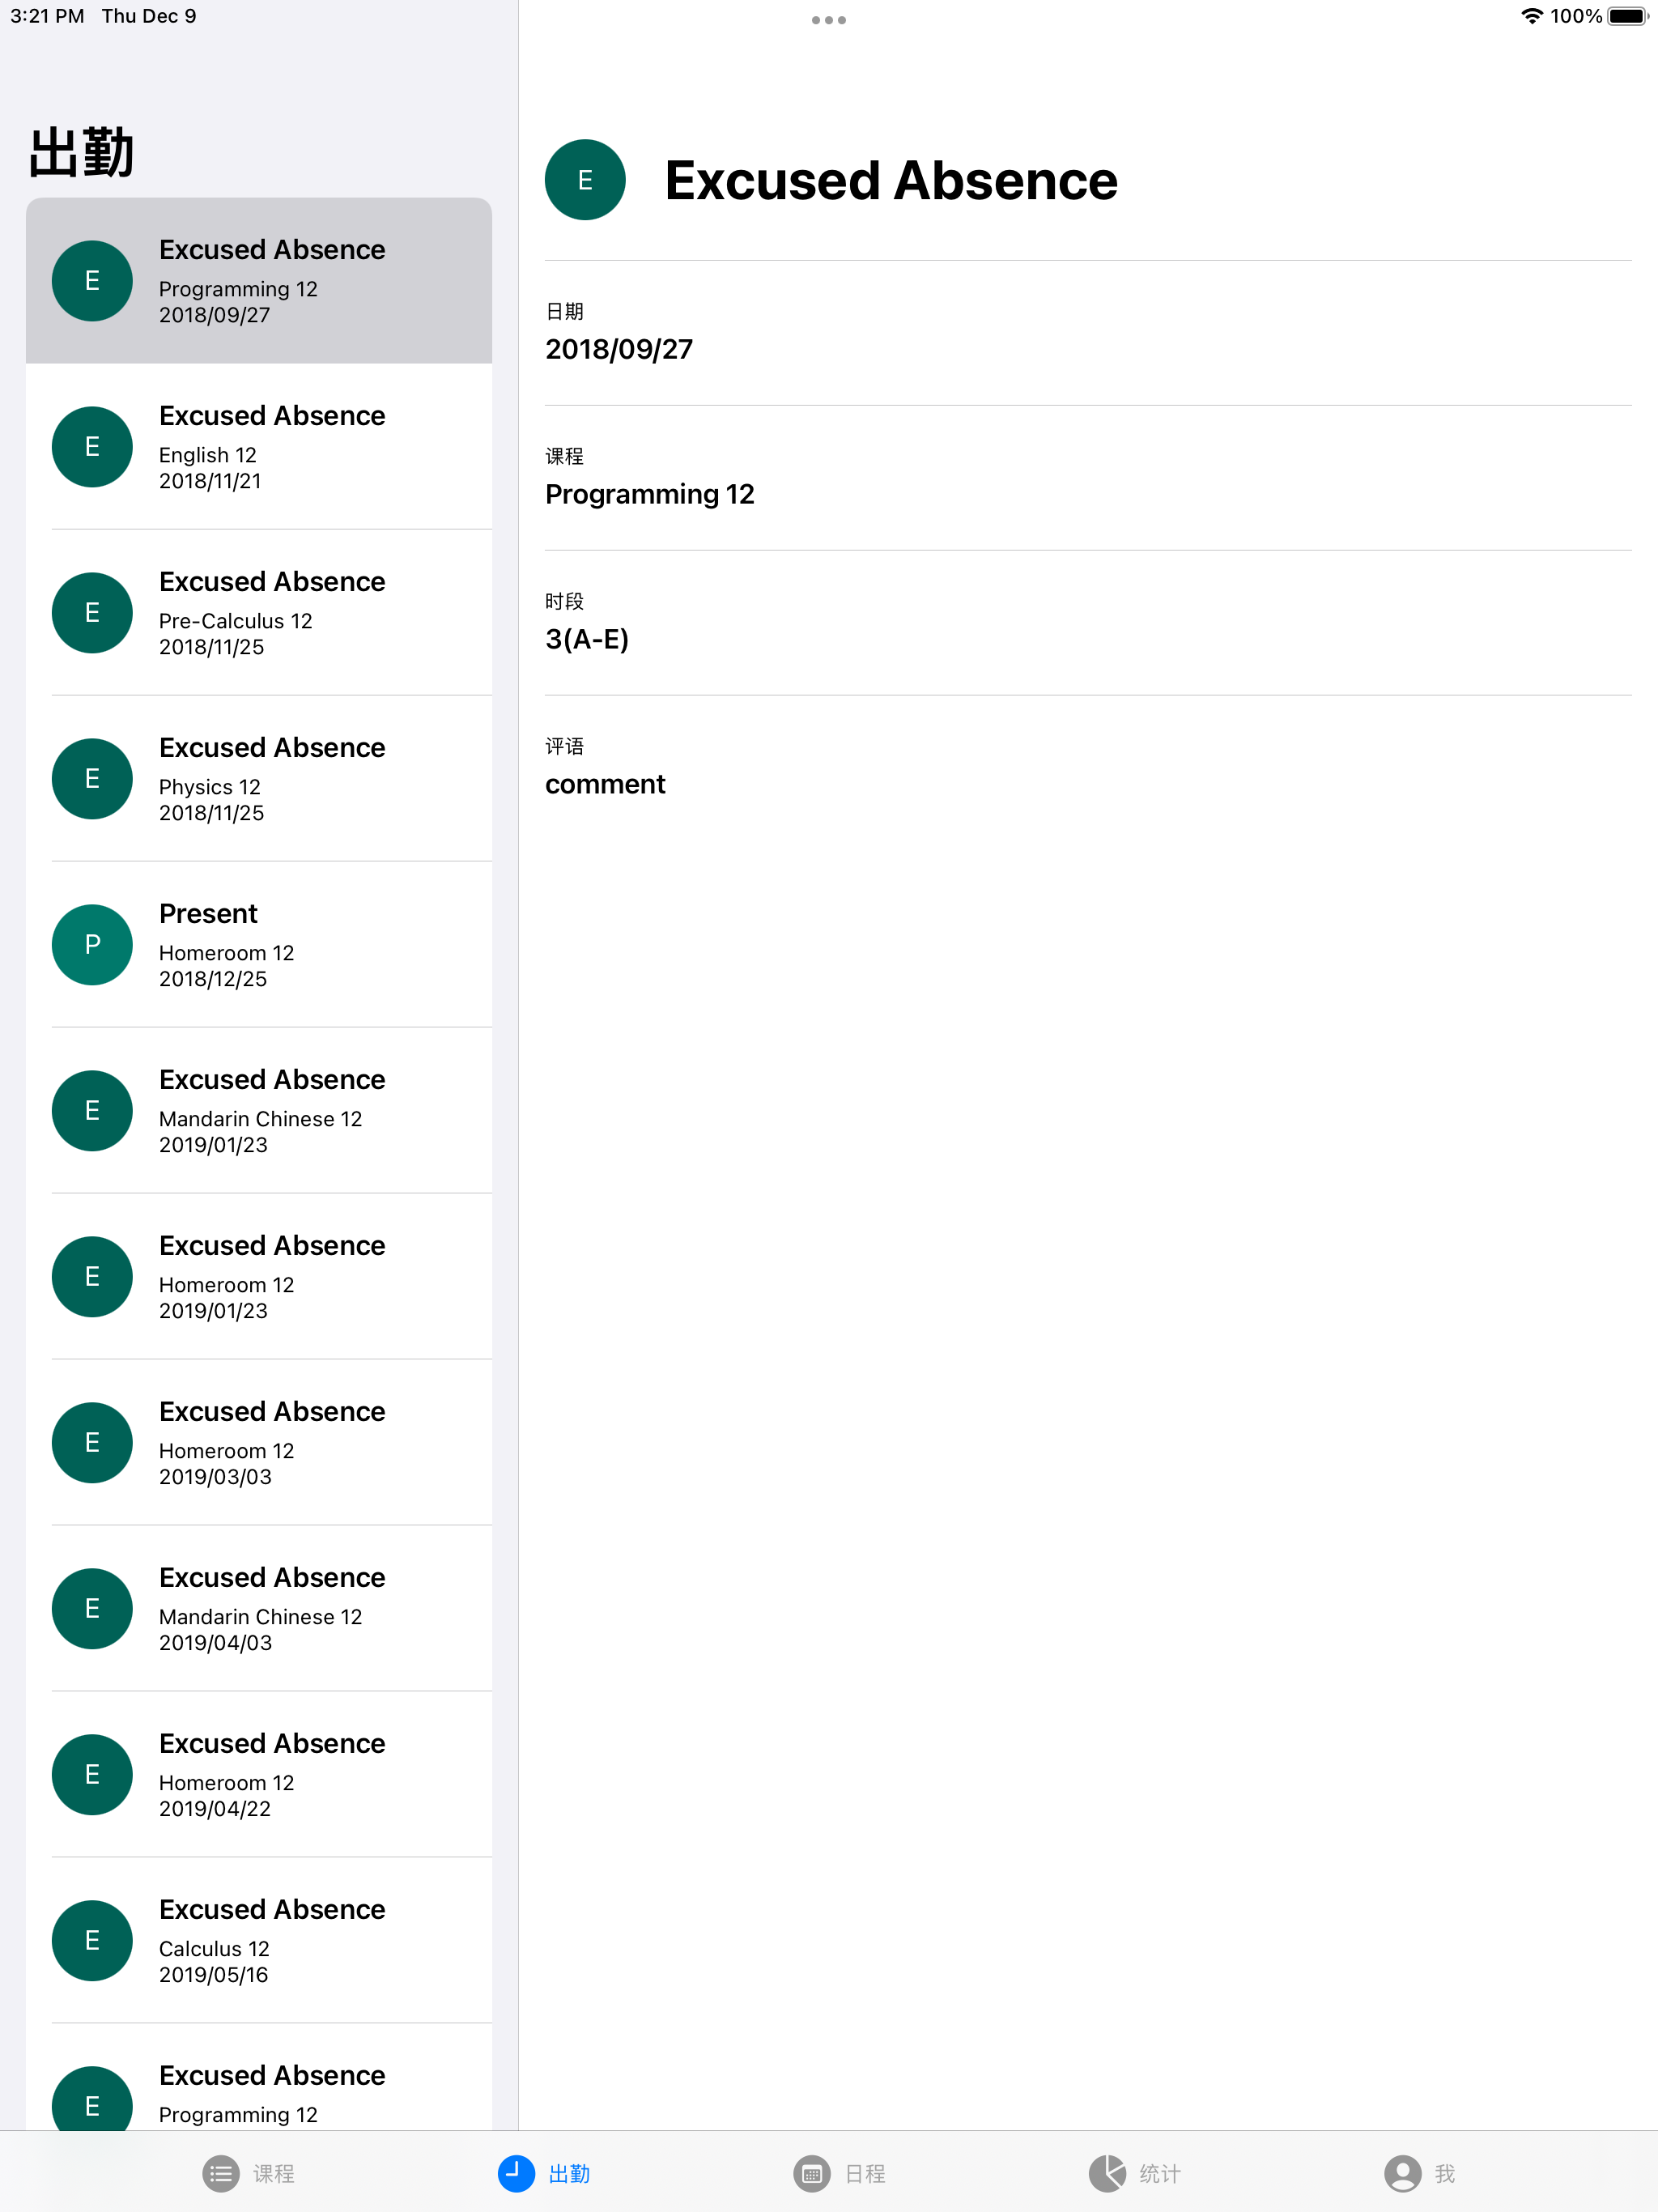 3:21 PM Thu Dec 9
100%
出勤
E
Excused Absence
Programming 12
2018/09/27
E
Excused Absence
English 12
2018/11/21
E
Excused Absence
Pre-Calculus 12
2018/11/25
E
Excused Absence
Physics 12
2018/11/25
P
Present
Homeroom 12
2018/12/25
E
Excused Absence
Mandarin Chinese 12
2019/01/23
E
Excused Absence
Homeroom 12
2019/01/23
E
Excused Absence
Homeroom 12
2019/03/03
E
Excused Absence
Mandarin Chinese 12
2019/04/03
E
Excused Absence
Homeroom 12
2019/04/22
E
Excused Absence
Calculus 12
2019/05/16
E
Excused Absence
Programming 12
E
Excused Absence
日期
2018/09/27
课程
Programming 12
时段
3(A-E)
评语
comment
课程
出勤
日程
统计
我